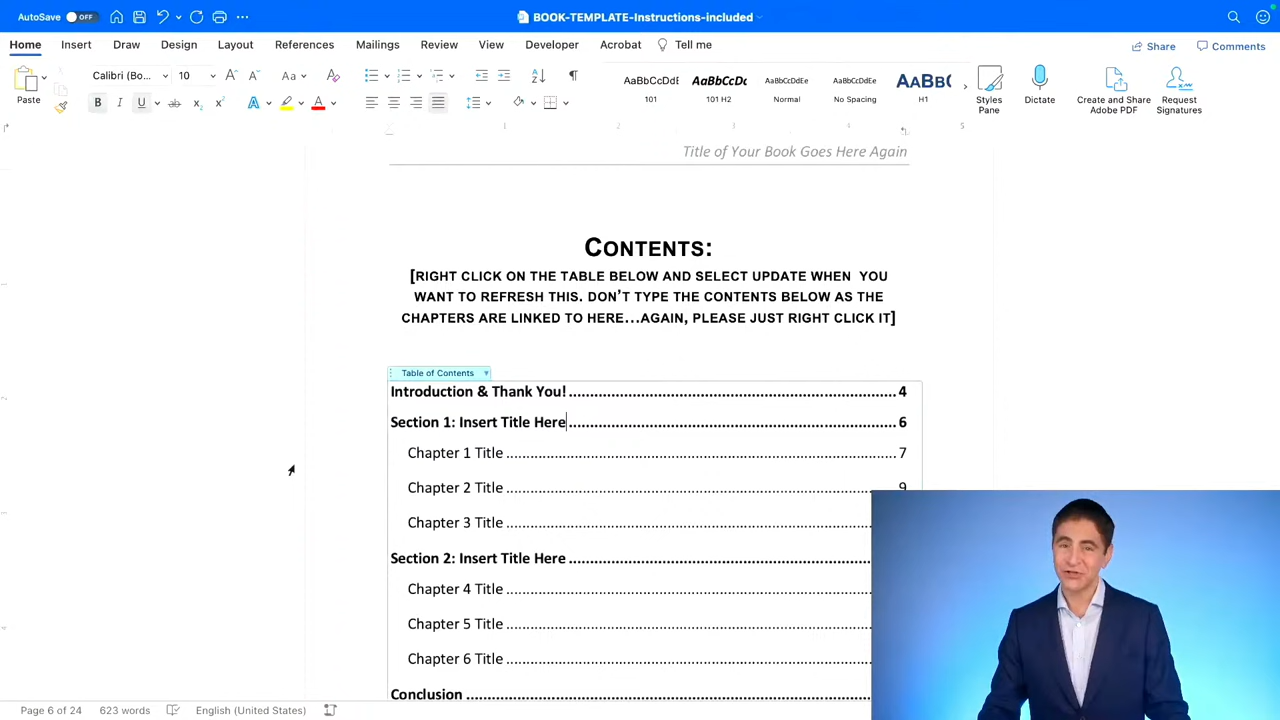 AutoSave OFF
BOOK-TEMPLATE-Instructions-included
Home Insert Draw Design Layout References Mailings Review View Developer Acrobat Tell me
Share Comments
Paste
Calibri (Bo... 10
AaBbCcDdE 101
AaBbCcDc 101 H2
AaBbCcDdEe Normal
AaBbCcDdEe No Spacing
AaBb( H1
Styles Pane
Dictate
Create and Share Adobe PDF
Request Signatures
1 2 3 4 5
Title of Your Book Goes Here Again
CONTENTS:
[RIGHT CLICK ON THE TABLE BELOW AND SELECT UPDATE WHEN YOU
WANT TO REFRESH THIS. DON'T TYPE THE CONTENTS BELOW AS THE
CHAPTERS ARE LINKED TO HERE...AGAIN, PLEASE JUST RIGHT CLICK IT]
Table of Contents
Introduction & Thank You! 4
Section 1: Insert Title Here 6
Chapter 1 Title 7
Chapter 2 Title 9
Chapter 3 Title
Section 2: Insert Title Here
Chapter 4 Title
Chapter 5 Title
Chapter 6 Title
Conclusion
Page 6 of 24 623 words English (United States)